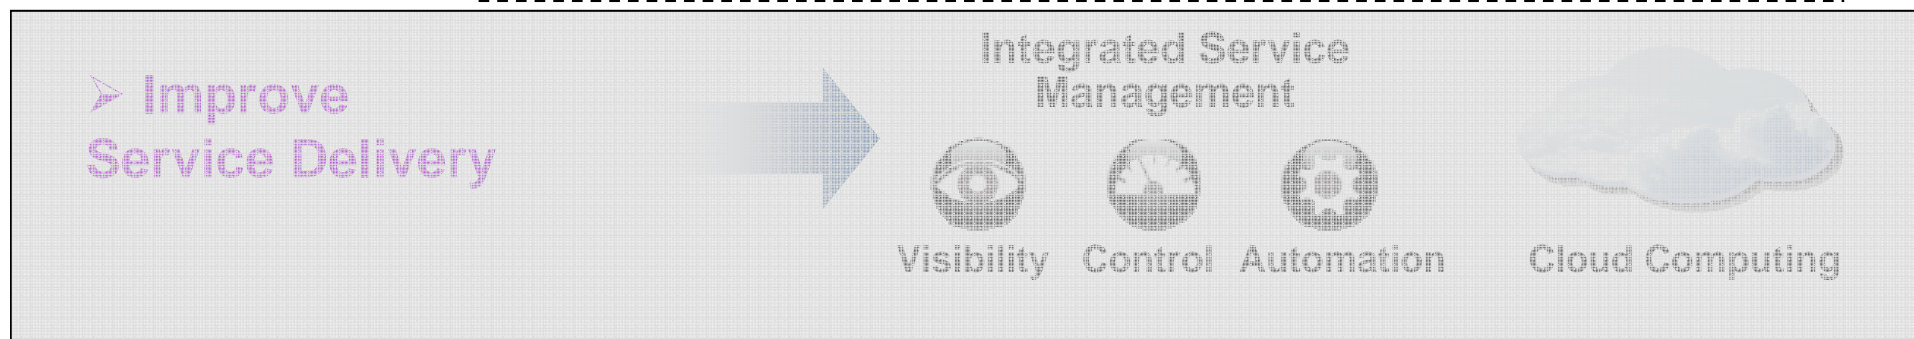 ➢ Improve
Service Delivery
Integrated Service
Management
Visibility
Control
Automation
Cloud Computing